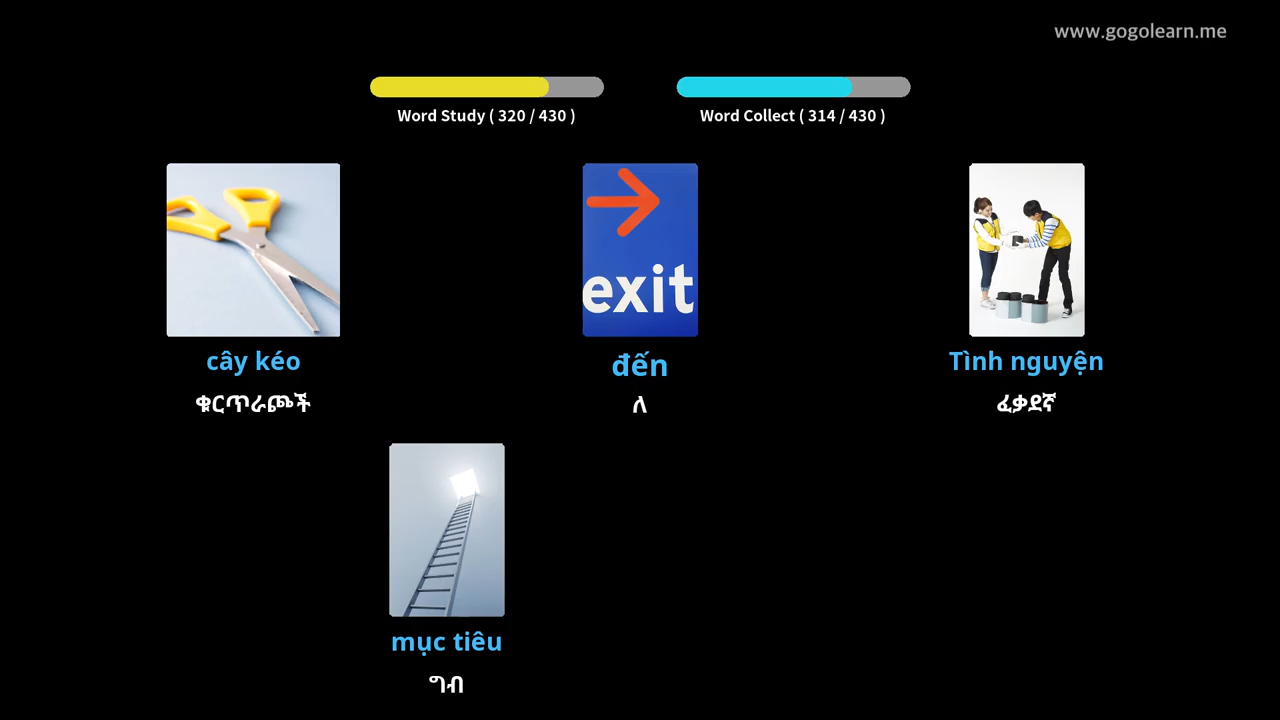 www.gogolearn.me
Word Study ( 320 / 430 )
Word Collect ( 314 / 430 )
exit
cây kéo
đến
Tình nguyện
ቁርጥራጮች
ለ
ፈቃደኛ
mục tiêu
ግብ